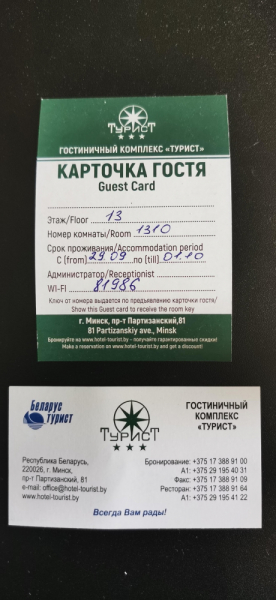 ТУРИСТ
ГОСТИНИЧНЫЙ КОМПЛЕКС «ТУРИСТ»
КАРТОЧКА ГОСТЯ
Guest Card
Этаж/Floor 13
Номер комнаты/Room 1310
Срок проживания/Accommodation period
С (from) 29.09 по (till) 01.10
Администратор/Receptionist
WI-FI 81986
Ключ от номера выдается по предъявлению карточки гостя/
Show this Guest card to receive the room key
г. Минск, пр-т Партизанский,81
81 Partizanskiy ave., Minsk
Бронируйте на www.hotel-tourist.by – получайте гарантированные скидки!
Make a reservation on www.hotel-tourist.by and get a discount!
Беларус
турист
ТУРИСТ
ГОСТИНИЧНЫЙ
КОМПЛЕКС
«ТУРИСТ»
Республика Беларусь,
220026, г. Минск,
пр-т Партизанский, 81
e-mail: office@hotel-tourist.by
www.hotel-tourist.by
Бронирование: +375 17 388 91 00
А1: +375 29 195 40 31
Факс: +375 17 388 91 09
Ресторан: +375 17 388 91 64
А1: +375 29 195 41 22
Всегда Вам рады!